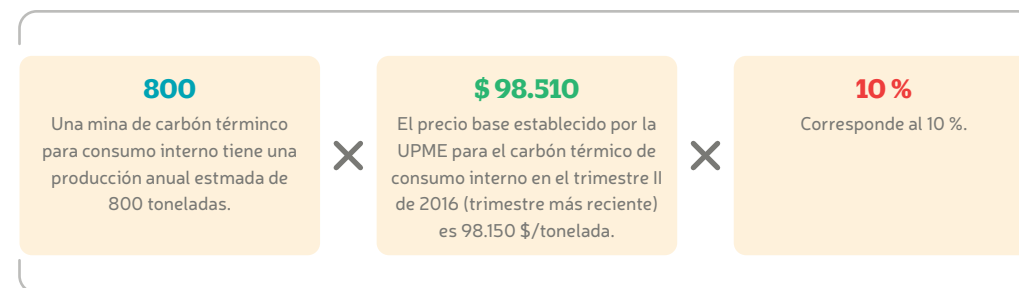 800
Una mina de carbón términco
para consumo interno tiene una
producción anual estmada de
800 toneladas.
×
$ 98.510
El precio base establecido por la
UPME para el carbón térmico de
consumo interno en el trimestre II
de 2016 (trimestre más reciente)
es 98.150 $/tonelada.
×
10 %
Corresponde al 10 %.